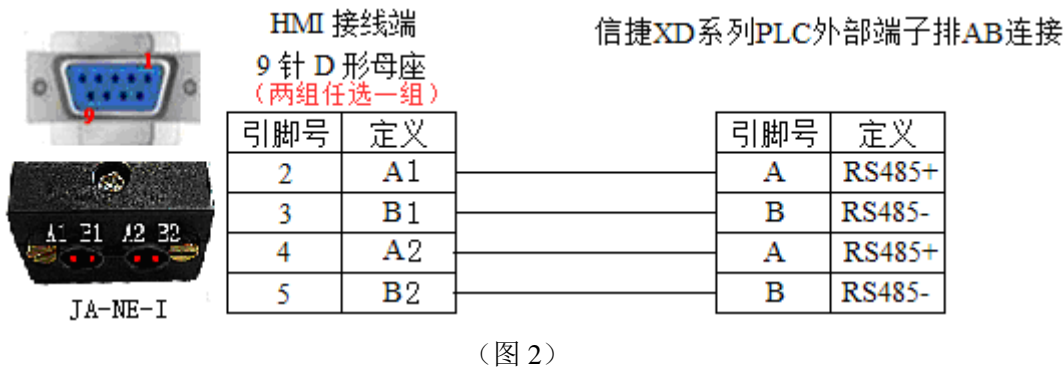 HMI 接线端
9 针 D 形母座
（两组任选一组）
信捷XD系列PLC外部端子排AB连接
1
9
A1 B1 A2 B2
JA-NE-I
引脚号 定义
2 A1
3 B1
4 A2
5 B2
引脚号 定义
A RS485+
B RS485-
A RS485+
B RS485-
（图 2）